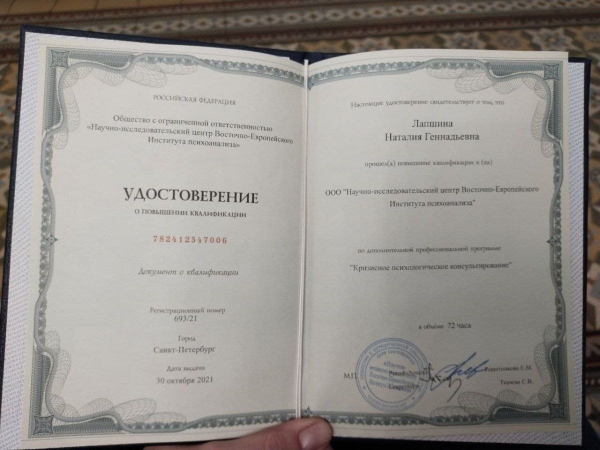 РОССИЙСКАЯ ФЕДЕРАЦИЯ
Общество с ограниченной ответственностью
«Научно-исследовательский центр Восточно-Европейского
Института психоанализа»
УДОСТОВЕРЕНИЕ
О ПОВЫШЕНИИ КВАЛИФИКАЦИИ
782412547006
Документ о квалификации
Регистрационный номер
693/21
Город
Санкт-Петербург
Дата выдачи
30 октября 2021
Настоящее удостоверение свидетельствует о том, что
Лапшина
Наталия Геннадьевна
прошел(а) повышение квалификации в (на)
ООО "Научно-исследовательский центр Восточно-Европейского
Института психоанализа"
по дополнительной профессиональной программе
"Кризисное психологическое консультирование"
в объёме 72 часа
М.П.
Ткачева С.В.